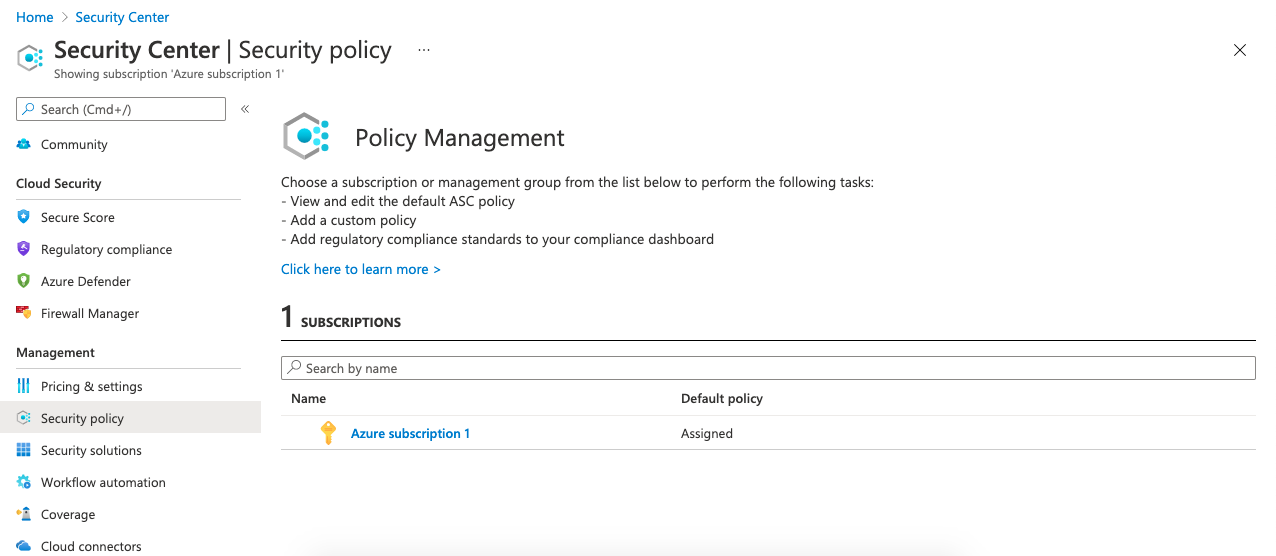 Home > Security Center
Security Center | Security policy ...
Showing subscription 'Azure subscription 1'
Search (Cmd+/) «
Community
Cloud Security
Secure Score
Regulatory compliance
Azure Defender
Firewall Manager
Management
Pricing & settings
Security policy
Security solutions
Workflow automation
Coverage
Cloud connectors
Policy Management
Choose a subscription or management group from the list below to perform the following tasks:
- View and edit the default ASC policy
- Add a custom policy
- Add regulatory compliance standards to your compliance dashboard
Click here to learn more >
1 SUBSCRIPTIONS
Search by name
Name Default policy
Azure subscription 1 Assigned